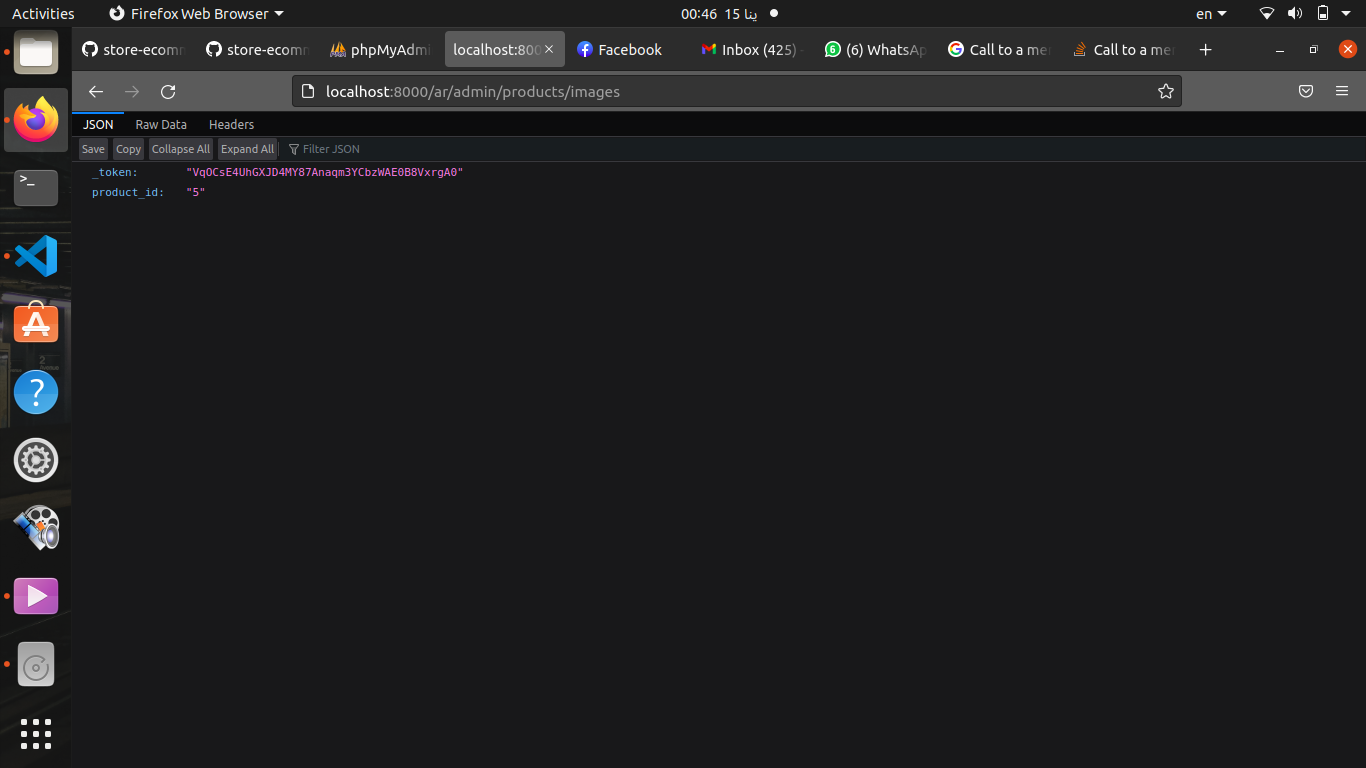 Activities Firefox Web Browser 00:46 15 ينا en
store-ecomm store-ecomm phpMyAdmi localhost:800 Facebook Inbox (425) - (6) WhatsAp Call to a mem Call to a mem
localhost:8000/ar/admin/products/images
JSON Raw Data Headers
Save Copy Collapse All Expand All Filter JSON
_token: "VqOCsE4UhGXJD4MY87Anaqm3YCbzWAE0B8VxrgA0"
product_id: "5"